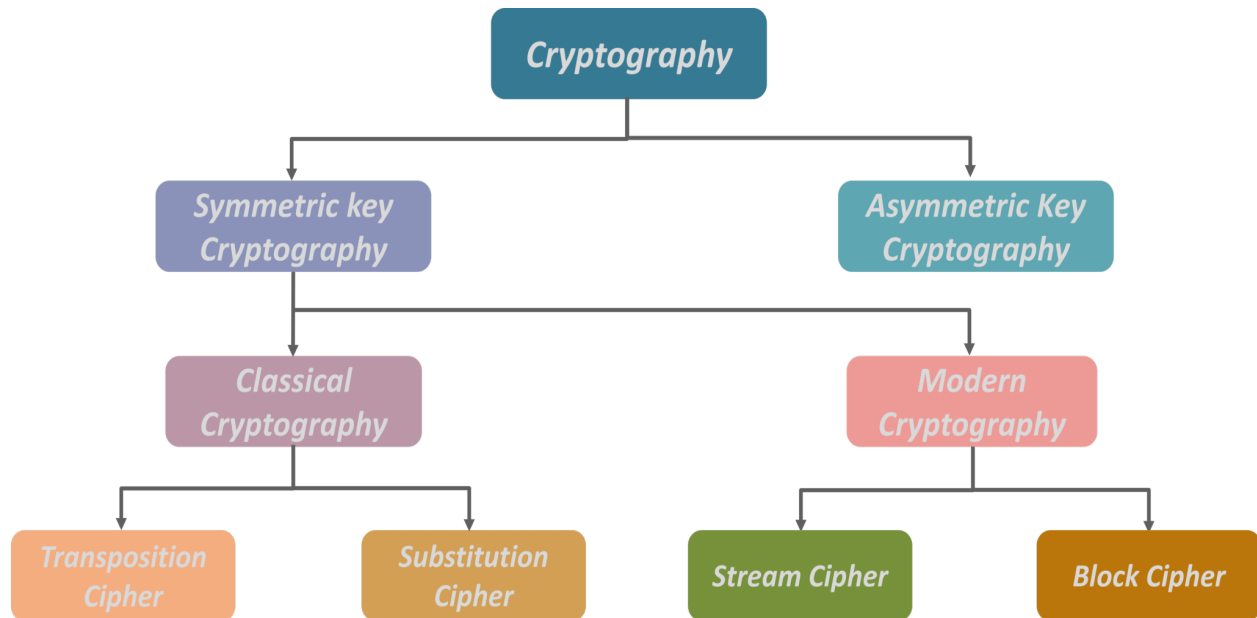 Cryptography
Symmetric key
Cryptography
Asymmetric Key
Cryptography
Classical
Cryptography
Modern
Cryptography
Transposition
Cipher
Substitution
Cipher
Stream Cipher
Block Cipher